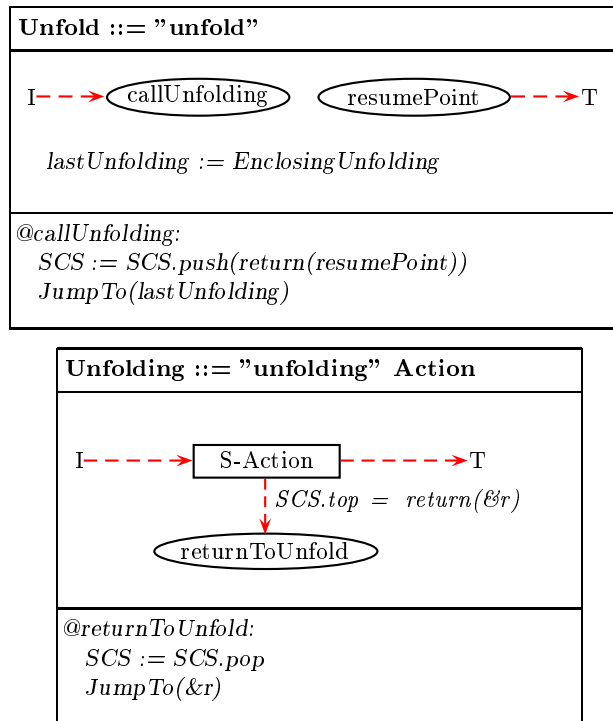 Unfold ::= ”unfold”
I callUnfolding resumePoint T
lastUnfolding := EnclosingUnfolding
@callUnfolding:
SCS := SCS.push(return(resumePoint))
JumpTo(lastUnfolding)
Unfolding ::= ”unfolding” Action
I S-Action T
SCS.top = return(&r)
returnToUnfold
@returnToUnfold:
SCS := SCS.pop
JumpTo(&r)